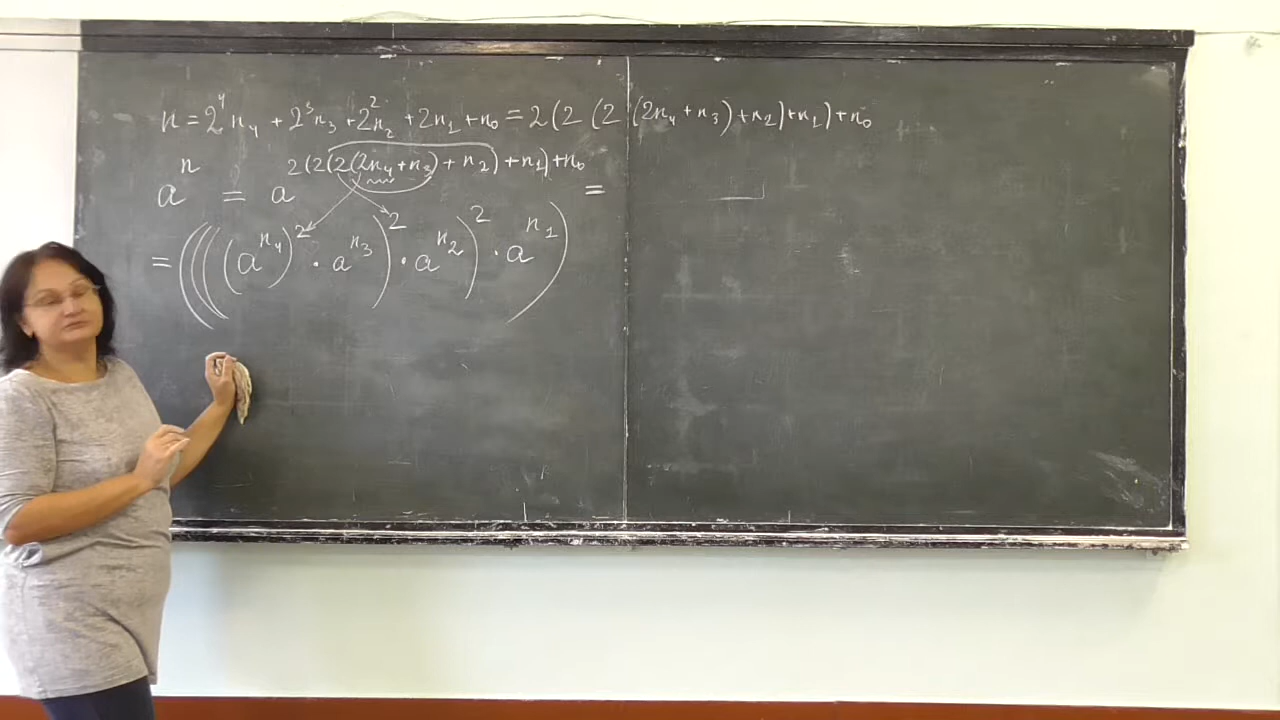 n = 2⁴n₄ + 2³n₃ + 2²n₂ + 2n₁ + n₀ = 2(2(2(2n₄+n₃)+n₂)+n₁)+n₀
aⁿ = a^{2(2(2(2n₄+n₃)+n₂)+n₁)+n₀} =
= ((((a^{n₄})² · a^{n₃})² · a^{n₂})² · a^{n₁})